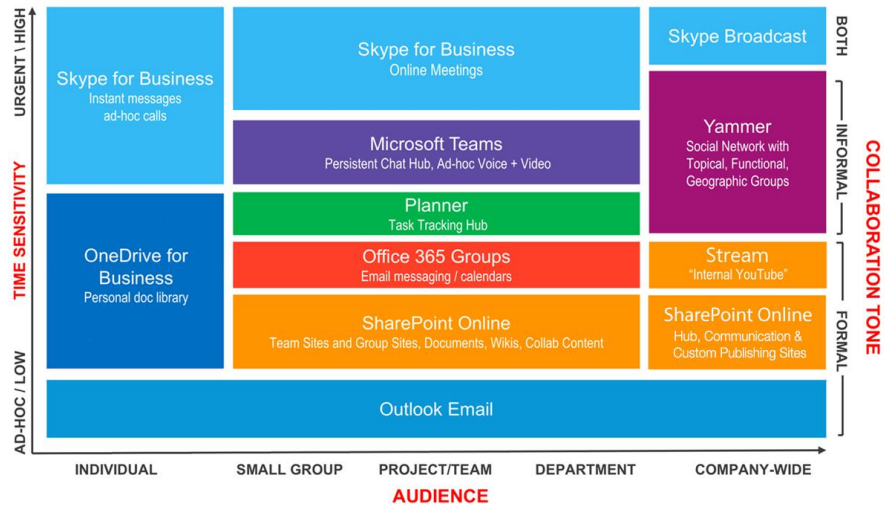 URGENT \ HIGH
TIME SENSITIVITY
AD-HOC / LOW
Skype for Business
Instant messages
ad-hoc calls
OneDrive for
Business
Personal doc library
Skype for Business
Online Meetings
Microsoft Teams
Persistent Chat Hub, Ad-hoc Voice + Video
Planner
Task Tracking Hub
Office 365 Groups
Email messaging / calendars
SharePoint Online
Team Sites and Group Sites, Documents, Wikis, Collab Content
Skype Broadcast
Yammer
Social Network with
Topical, Functional,
Geographic Groups
Stream
“Internal YouTube”
SharePoint Online
Hub, Communication &
Custom Publishing Sites
Outlook Email
BOTH
INFORMAL
FORMAL
COLLABORATION TONE
INDIVIDUAL
SMALL GROUP
PROJECT/TEAM
DEPARTMENT
COMPANY-WIDE
AUDIENCE